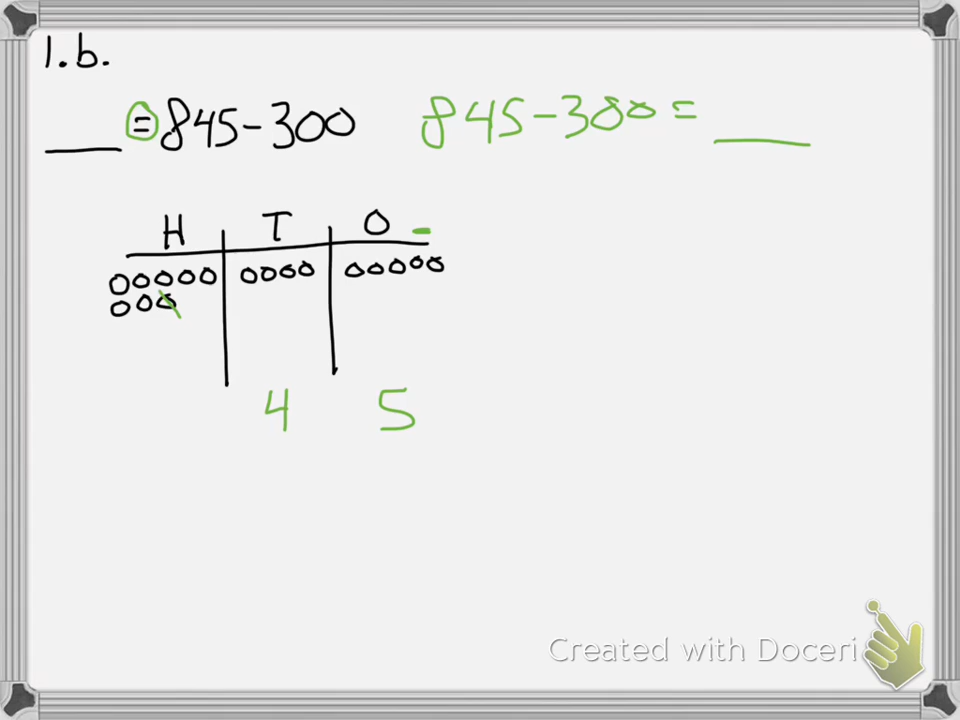 1.b.
___ = 845-300 845-300 = ___
H T O -
4 5
Created with Doceri